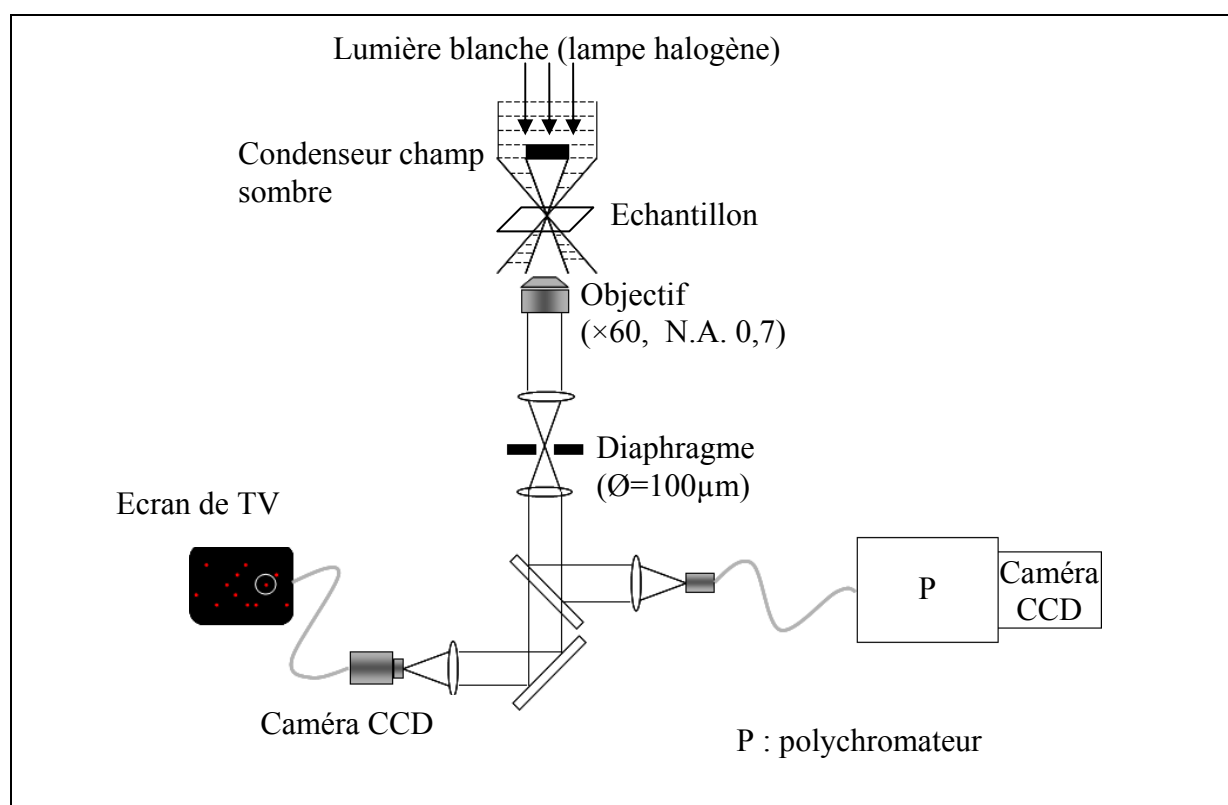 Lumière blanche (lampe halogène)
Condenseur champ
sombre
Echantillon
Objectif
(×60, N.A. 0,7)
Diaphragme
(Ø=100µm)
Ecran de TV
P
Caméra
CCD
Caméra CCD
P : polychromateur